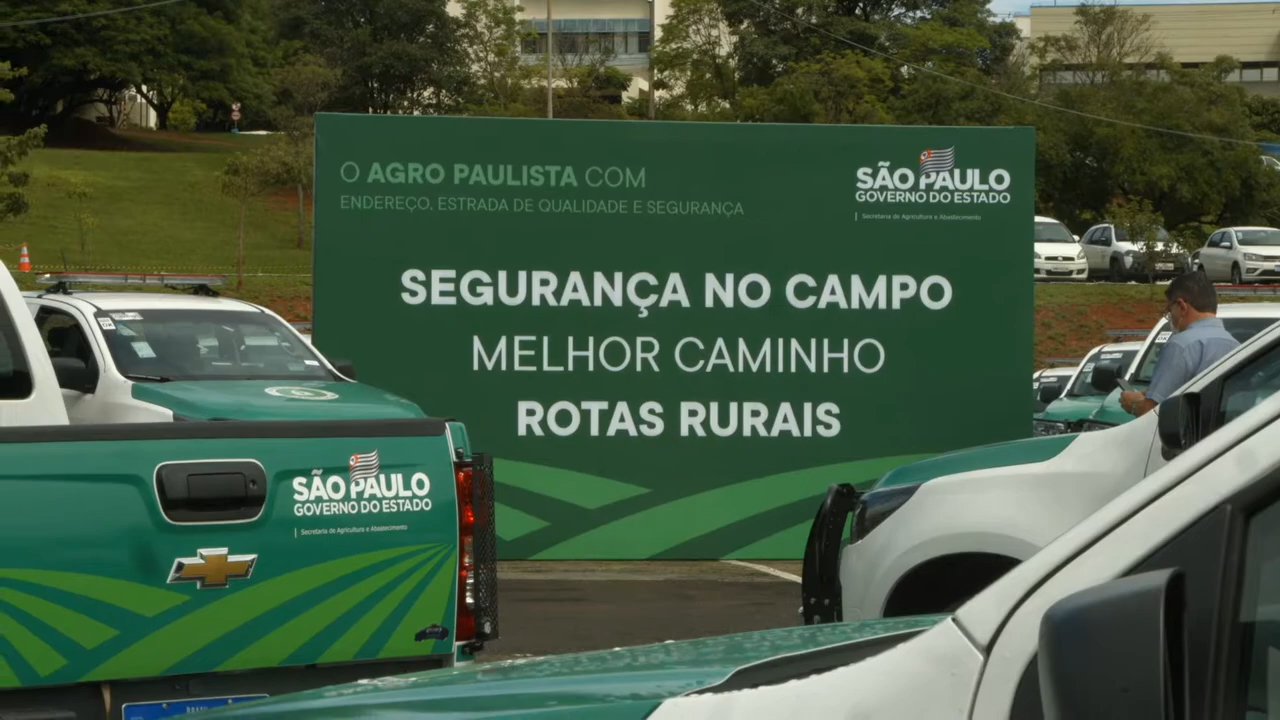 O AGRO PAULISTA COM
ENDEREÇO, ESTRADA DE QUALIDADE E SEGURANÇA
SÃO PAULO
GOVERNO DO ESTADO
Secretaria de Agricultura e Abastecimento
SEGURANÇA NO CAMPO
MELHOR CAMINHO
ROTAS RURAIS
SÃO PAULO
GOVERNO DO ESTADO
Secretaria de Agricultura e Abastecimento